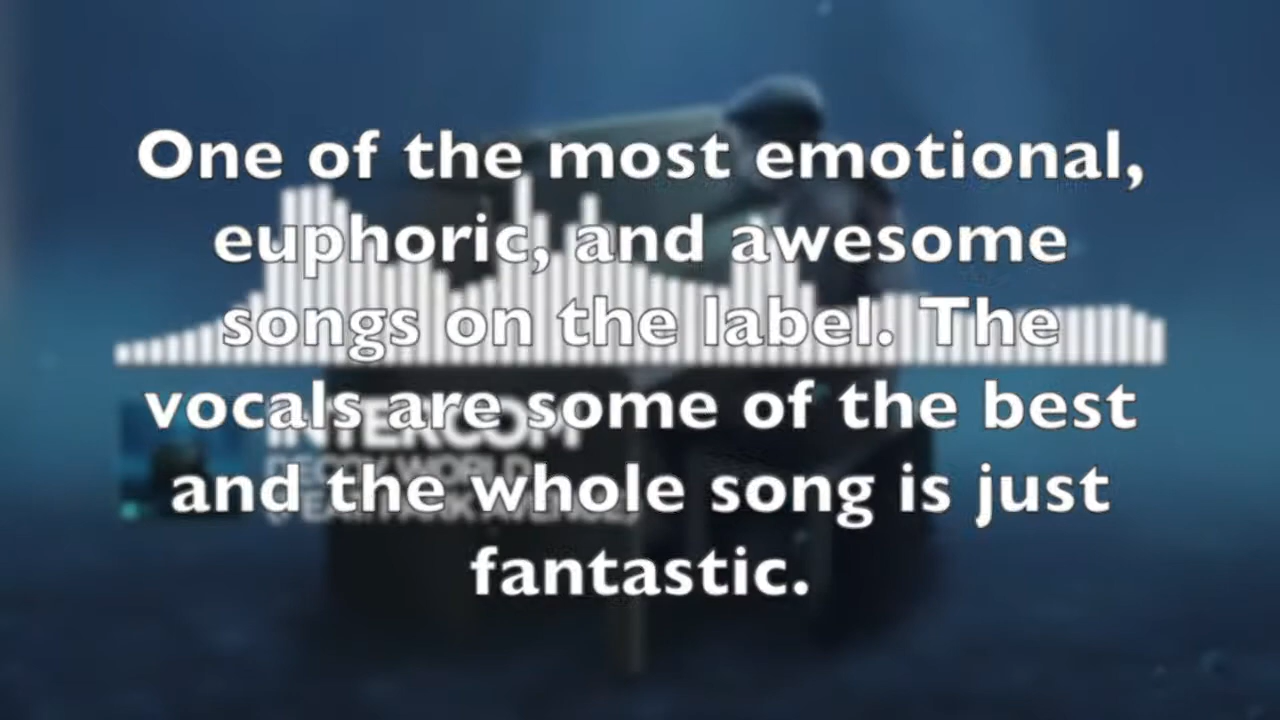 One of the most emotional,
euphoric, and awesome
songs on the label. The
vocals are some of the best
and the whole song is just
fantastic.
INTERCOM